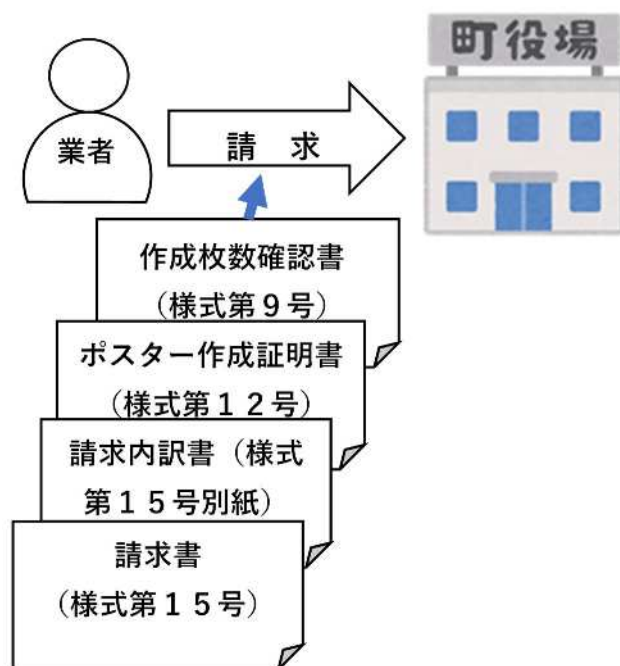 町役場
業者
請　求
作成枚数確認書
（様式第９号）
ポスター作成証明書
（様式第１２号）
請求内訳書（様式
第１５号別紙）
請求書
（様式第１５号）